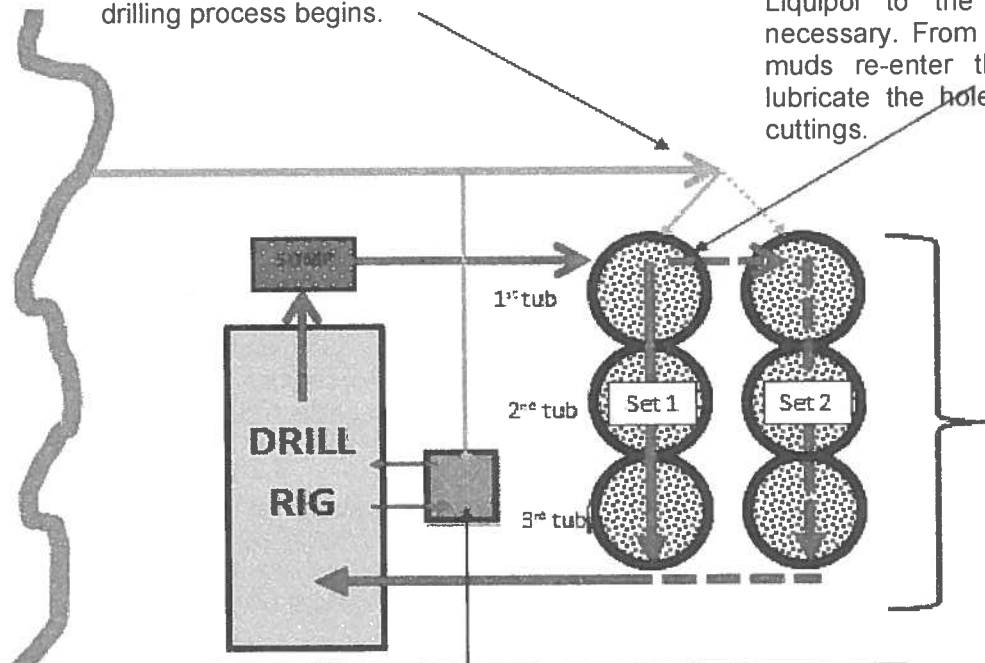 drilling process begins.
Liquipol to the
necessary. From
muds re-enter th
lubricate the hole
cuttings.
SUMP
1st tub
2nd tub
Set 1
Set 2
DRILL
RIG
3rd tub